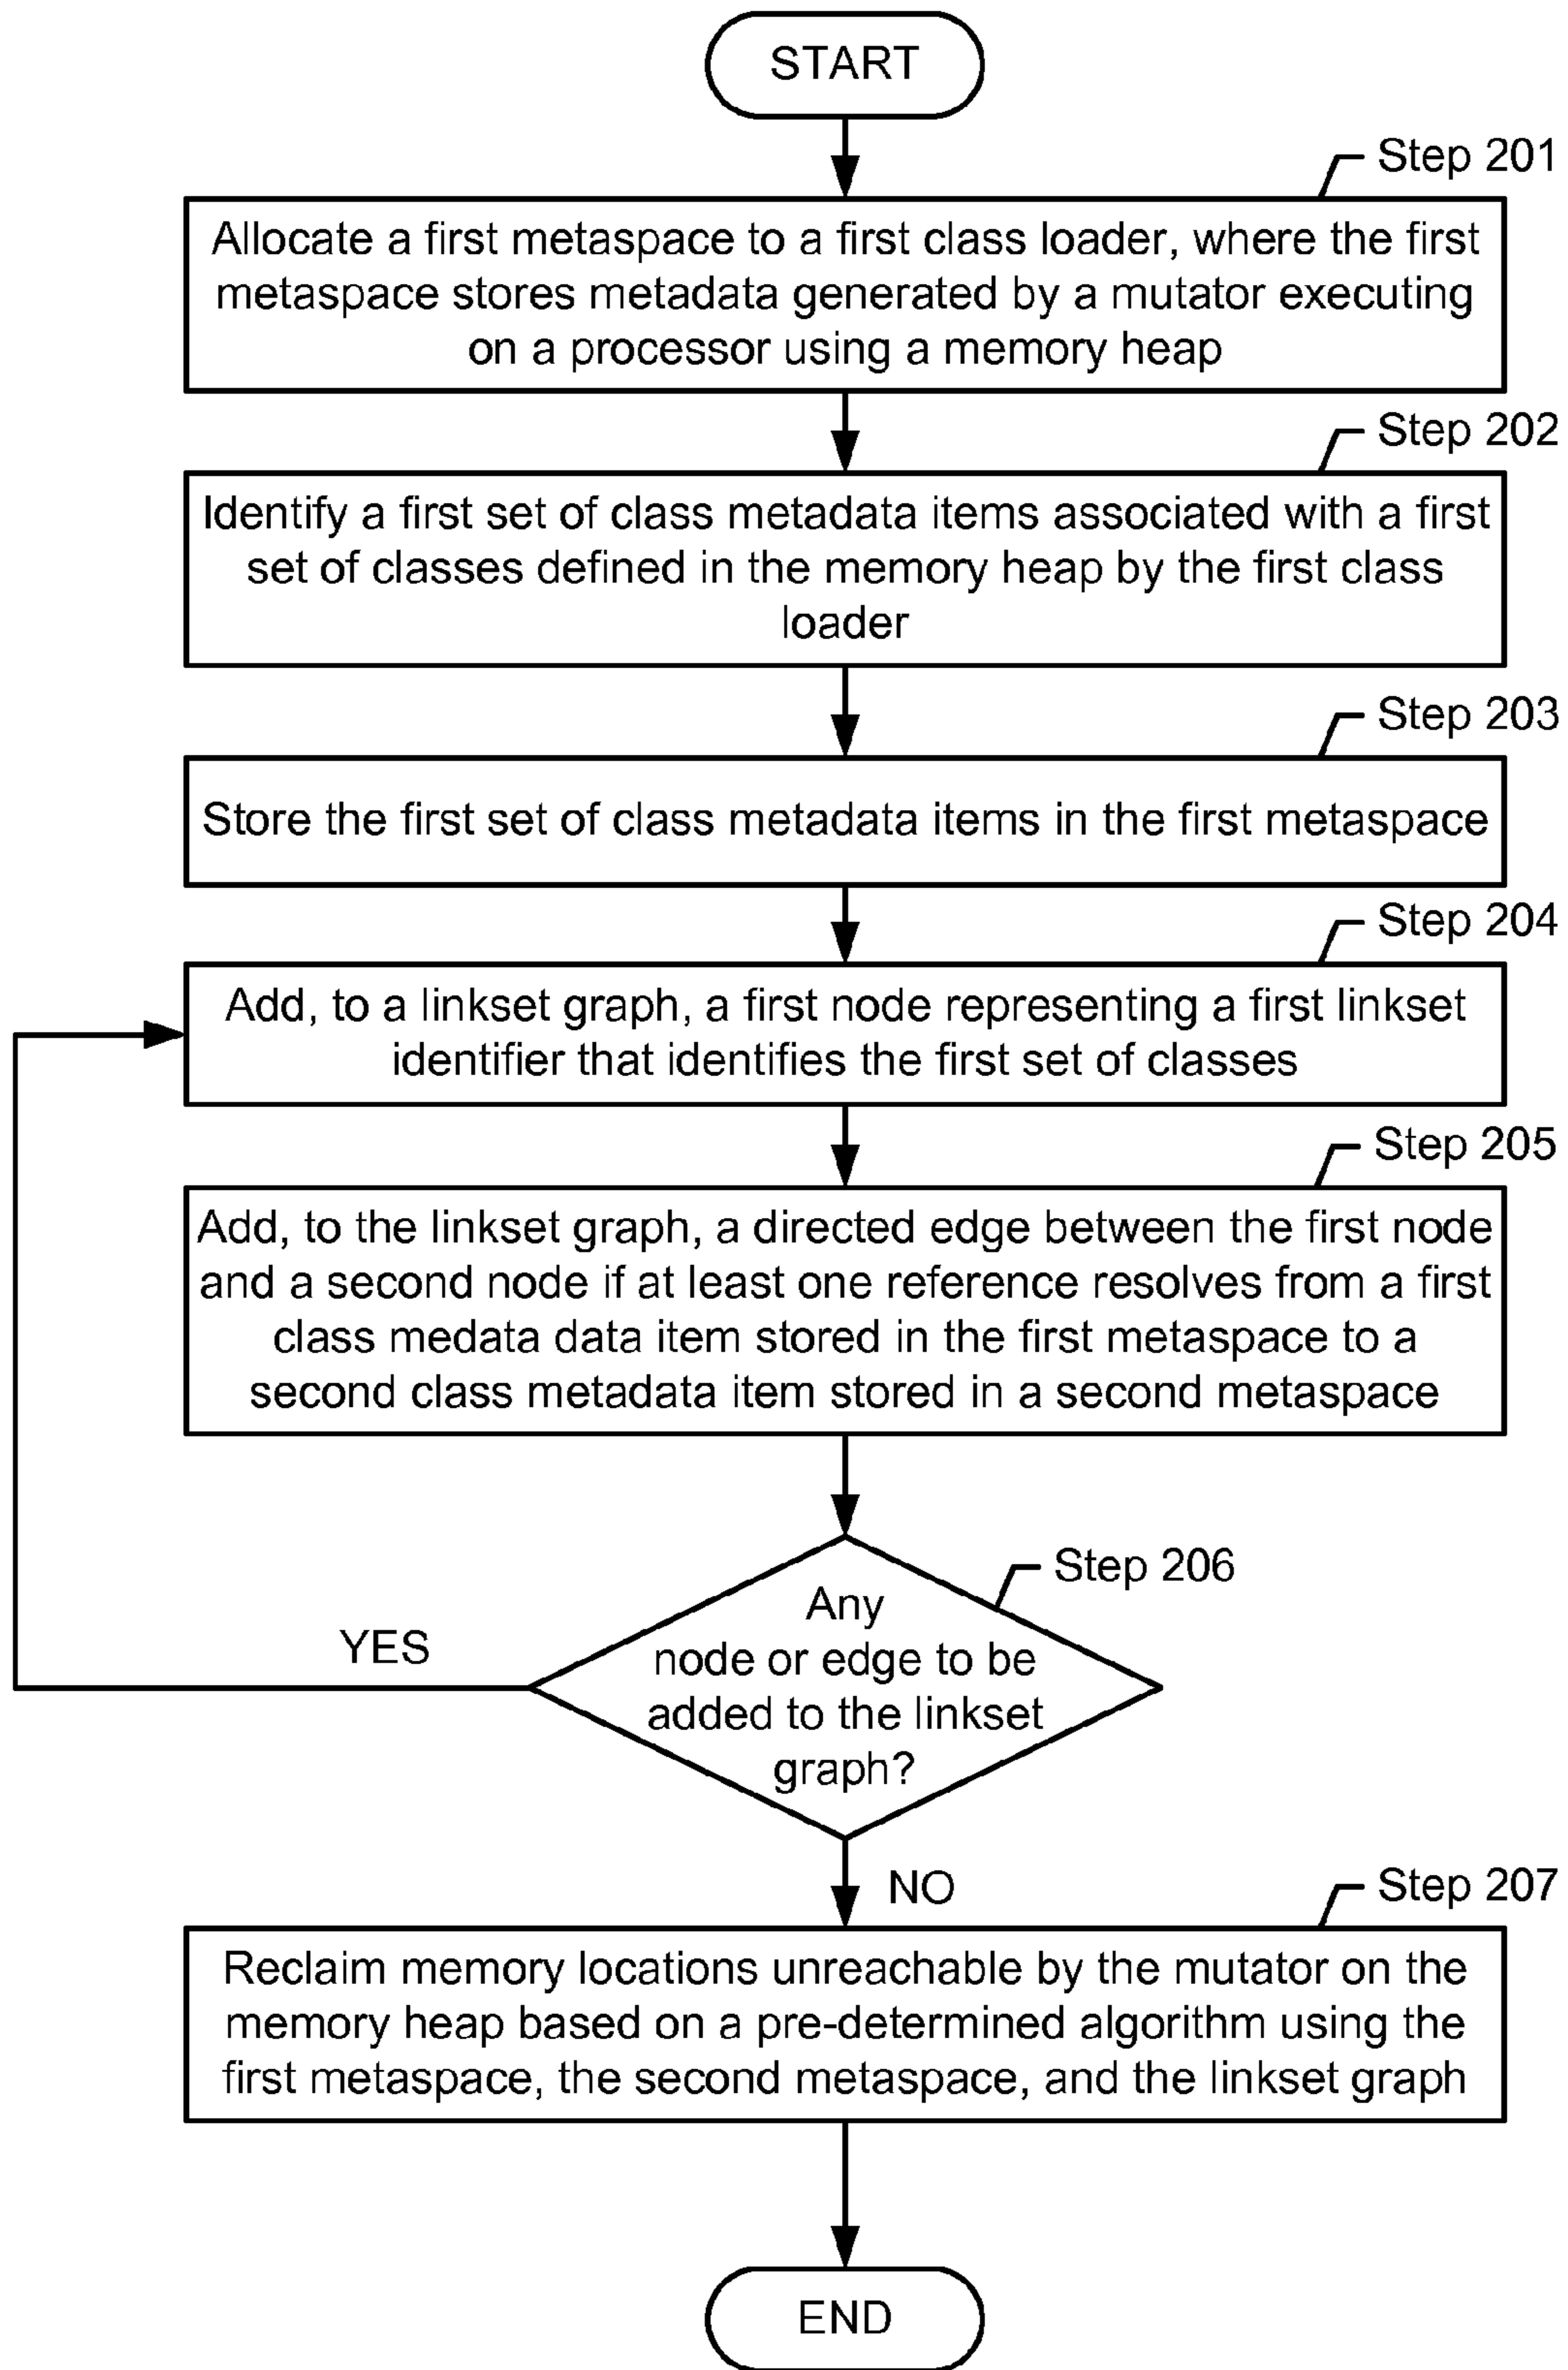 START
Step 201
Allocate a first metaspace to a first class loader, where the first
metaspace stores metadata generated by a mutator executing
on a processor using a memory heap
Step 202
Identify a first set of class metadata items associated with a first
set of classes defined in the memory heap by the first class
loader
Step 203
Store the first set of class metadata items in the first metaspace
Step 204
Add, to a linkset graph, a first node representing a first linkset
identifier that identifies the first set of classes
Step 205
Add, to the linkset graph, a directed edge between the first node
and a second node if at least one reference resolves from a first
class medata data item stored in the first metaspace to a
second class metadata item stored in a second metaspace
Step 206
Any
node or edge to be
added to the linkset
graph?
YES
NO
Step 207
Reclaim memory locations unreachable by the mutator on the
memory heap based on a pre-determined algorithm using the
first metaspace, the second metaspace, and the linkset graph
END